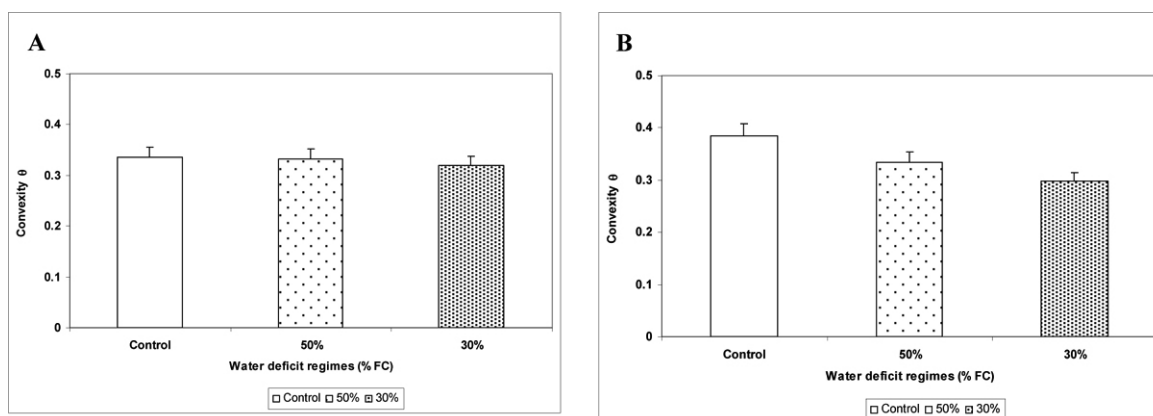 A
0.5
0.4
0.3
0.2
0.1
0
Convexity θ
Control 50% 30%
Water deficit regimes (% FC)
Control 50% 30%
B
0.5
0.4
0.3
0.2
0.1
0
Convexity θ
Control 50% 30%
Water deficit regimes (% FC)
Control 50% 30%